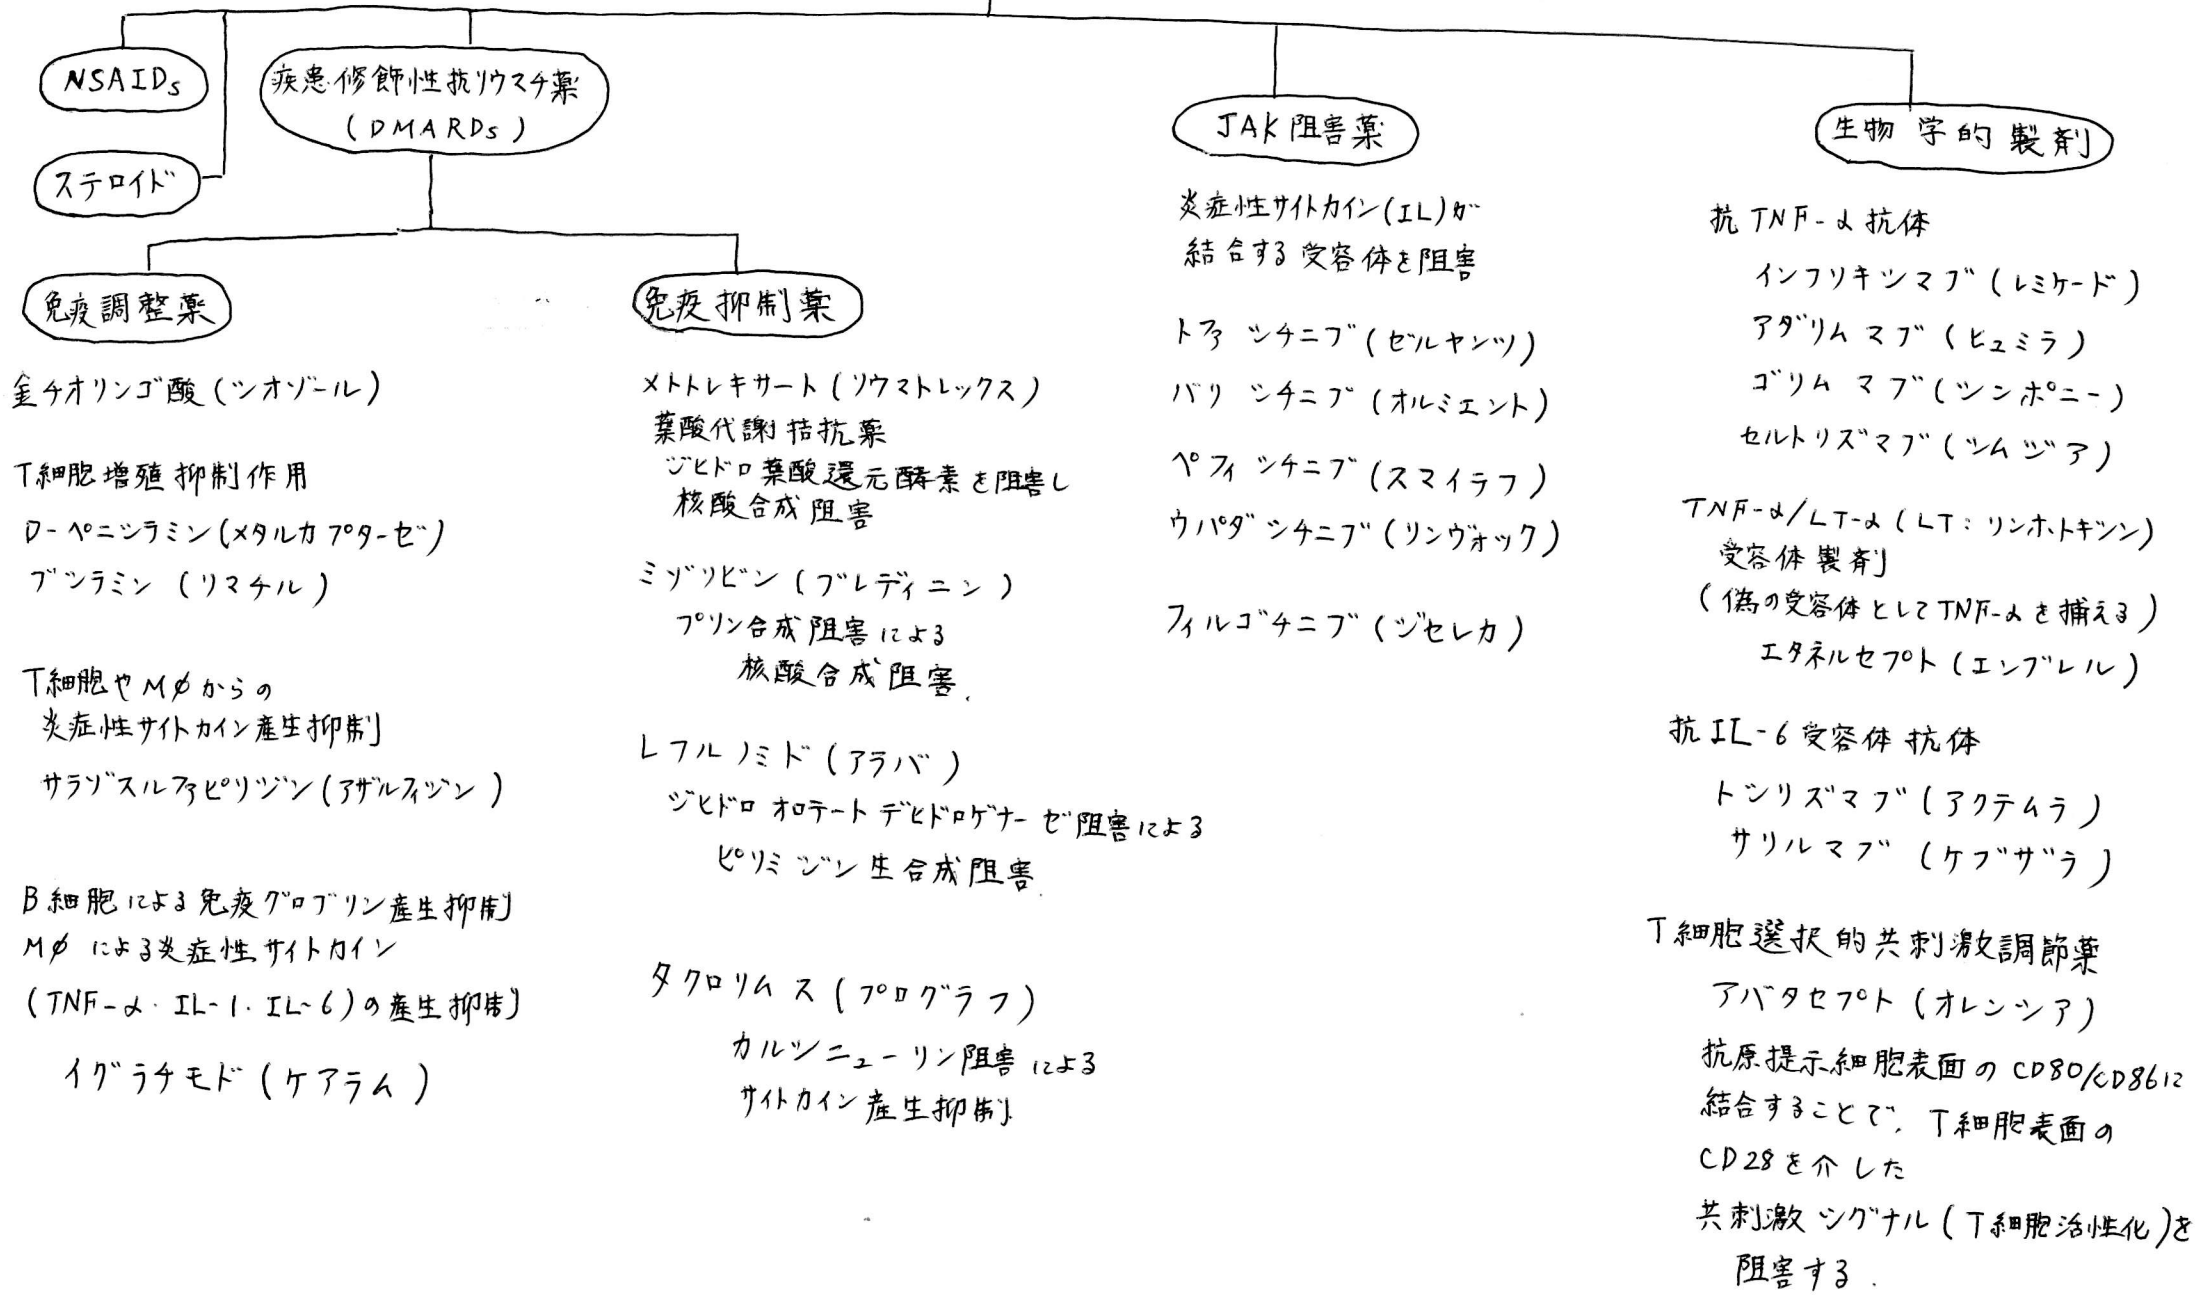 NSAIDs
ステロイド
疾患修飾性抗リウマチ薬
(DMARDs)
免疫調整薬
金チオリンゴ酸(シオゾール)
T細胞増殖抑制作用
D-ペニシラミン(メタルカプターゼ)
ブシラミン (リマチル)
T細胞やMφからの
炎症性サイトカイン産生抑制
サラゾスルファピリジン(アザルフィジン)
B細胞による免疫グロブリン産生抑制
Mφ による炎症性サイトカイン
(TNF-α・IL-1・IL-6)の産生抑制
イグラチモド(ケアラム)
免疫抑制薬
メトトレキサート(リウマトレックス)
葉酸代謝拮抗薬
ジヒドロ葉酸還元酵素を阻害し
核酸合成阻害
ミゾリビン(ブレディニン)
プリン合成阻害による
核酸合成阻害.
レフルノミド(アラバ)
ジヒドロオロテートデヒドロゲナーゼ阻害による
ピリミジン生合成阻害.
タクロリムス(プログラフ)
カルシニューリン阻害による
サイトカイン産生抑制.
JAK阻害薬
炎症性サイトカイン(IL)が
結合する受容体を阻害
トファシチニブ(ゼルヤンツ)
バリシチニブ(オルミエント)
ペフィシチニブ(スマイラフ)
ウパダシチニブ(リンヴォック)
フィルゴチニブ(ジセレカ)
生物学的製剤
抗TNF-α抗体
インフリキシマブ(レミケード)
アダリムマブ(ヒュミラ)
ゴリムマブ(シンポニー)
セルトリズマブ(シムジア)
TNF-α/LT-α(LT:リンホトキシン)
受容体製剤
(偽の受容体としてTNF-αを捕える)
エタネルセプト(エンブレル)
抗IL-6受容体抗体
トシリズマブ(アクテムラ)
サリルマブ(ケブザラ)
T細胞選択的共刺激調節薬
アバタセプト(オレンシア)
抗原提示細胞表面のCD80/CD86に
結合することで、T細胞表面の
CD28を介した
共刺激シグナル(T細胞活性化)を
阻害する.